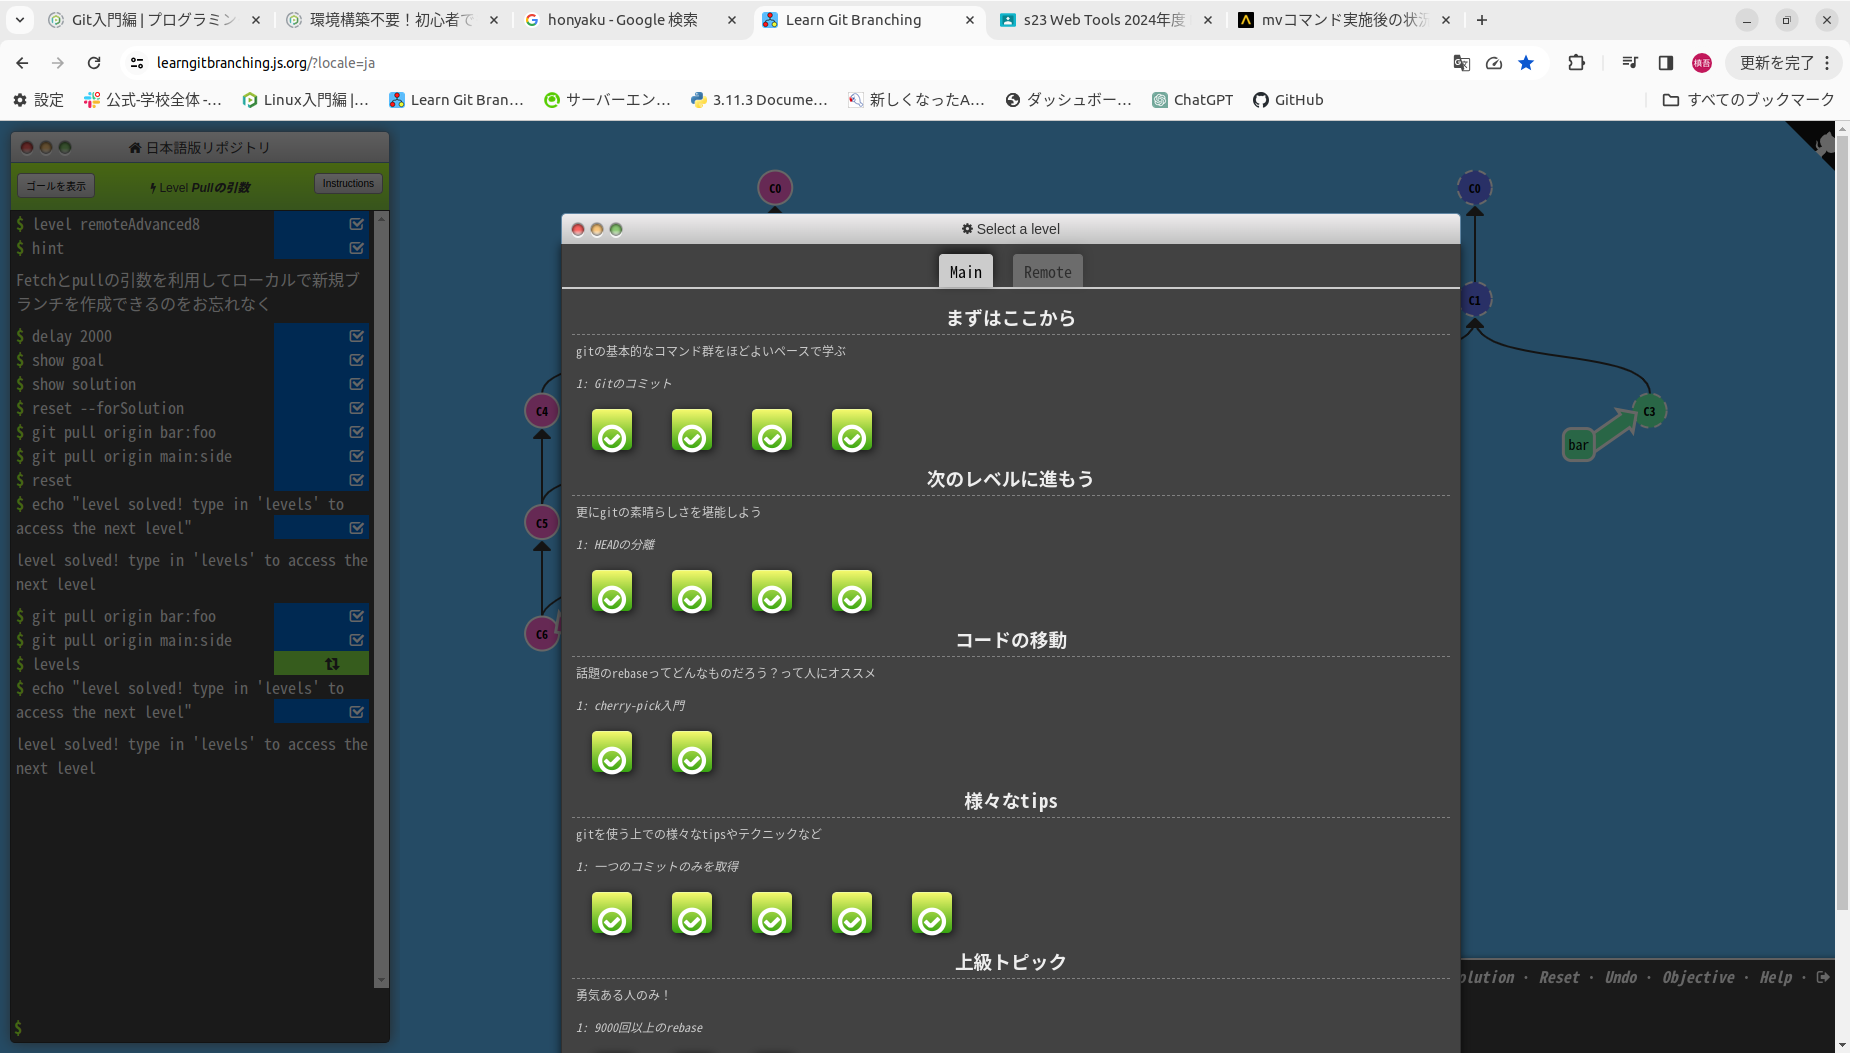 Git入門編 | プログラミン
環境構築不要！初心者で
honyaku - Google 検索
Learn Git Branching
s23 Web Tools 2024年度
mvコマンド実施後の状況
learngitbranching.js.org/?locale=ja
慎吾
更新を完了
設定
公式-学校全体 -...
Linux入門編 |...
Learn Git Bran...
サーバーエン...
3.11.3 Docume...
新しくなったA...
ダッシュボー...
ChatGPT
GitHub
すべてのブックマーク
日本語版リポジトリ
ゴールを表示
Level Pullの引数
Instructions
$ level remoteAdvanced8
$ hint
Fetchとpullの引数を利用してローカルで新規ブ
ランチを作成できるのをお忘れなく
$ delay 2000
$ show goal
$ show solution
$ reset --forSolution
$ git pull origin bar:foo
$ git pull origin main:side
$ reset
$ echo "level solved! type in 'levels' to
access the next level"
level solved! type in 'levels' to access the
next level
$ git pull origin bar:foo
$ git pull origin main:side
$ levels
$ echo "level solved! type in 'levels' to
access the next level"
level solved! type in 'levels' to access the
next level
$
C0
C4
C5
C6
Select a level
Main
Remote
まずはここから
gitの基本的なコマンド群をほどよいペースで学ぶ
1: Gitのコミット
次のレベルに進もう
更にgitの素晴らしさを堪能しよう
1: HEADの分離
コードの移動
話題のrebaseってどんなものだろう？って人にオススメ
1: cherry-pick入門
様々なtips
gitを使う上での様々なtipsやテクニックなど
1: 一つのコミットのみを取得
上級トピック
勇気ある人のみ！
1: 9000回以上のrebase
C0
C1
C3
bar
olution · Reset · Undo · Objective · Help ·